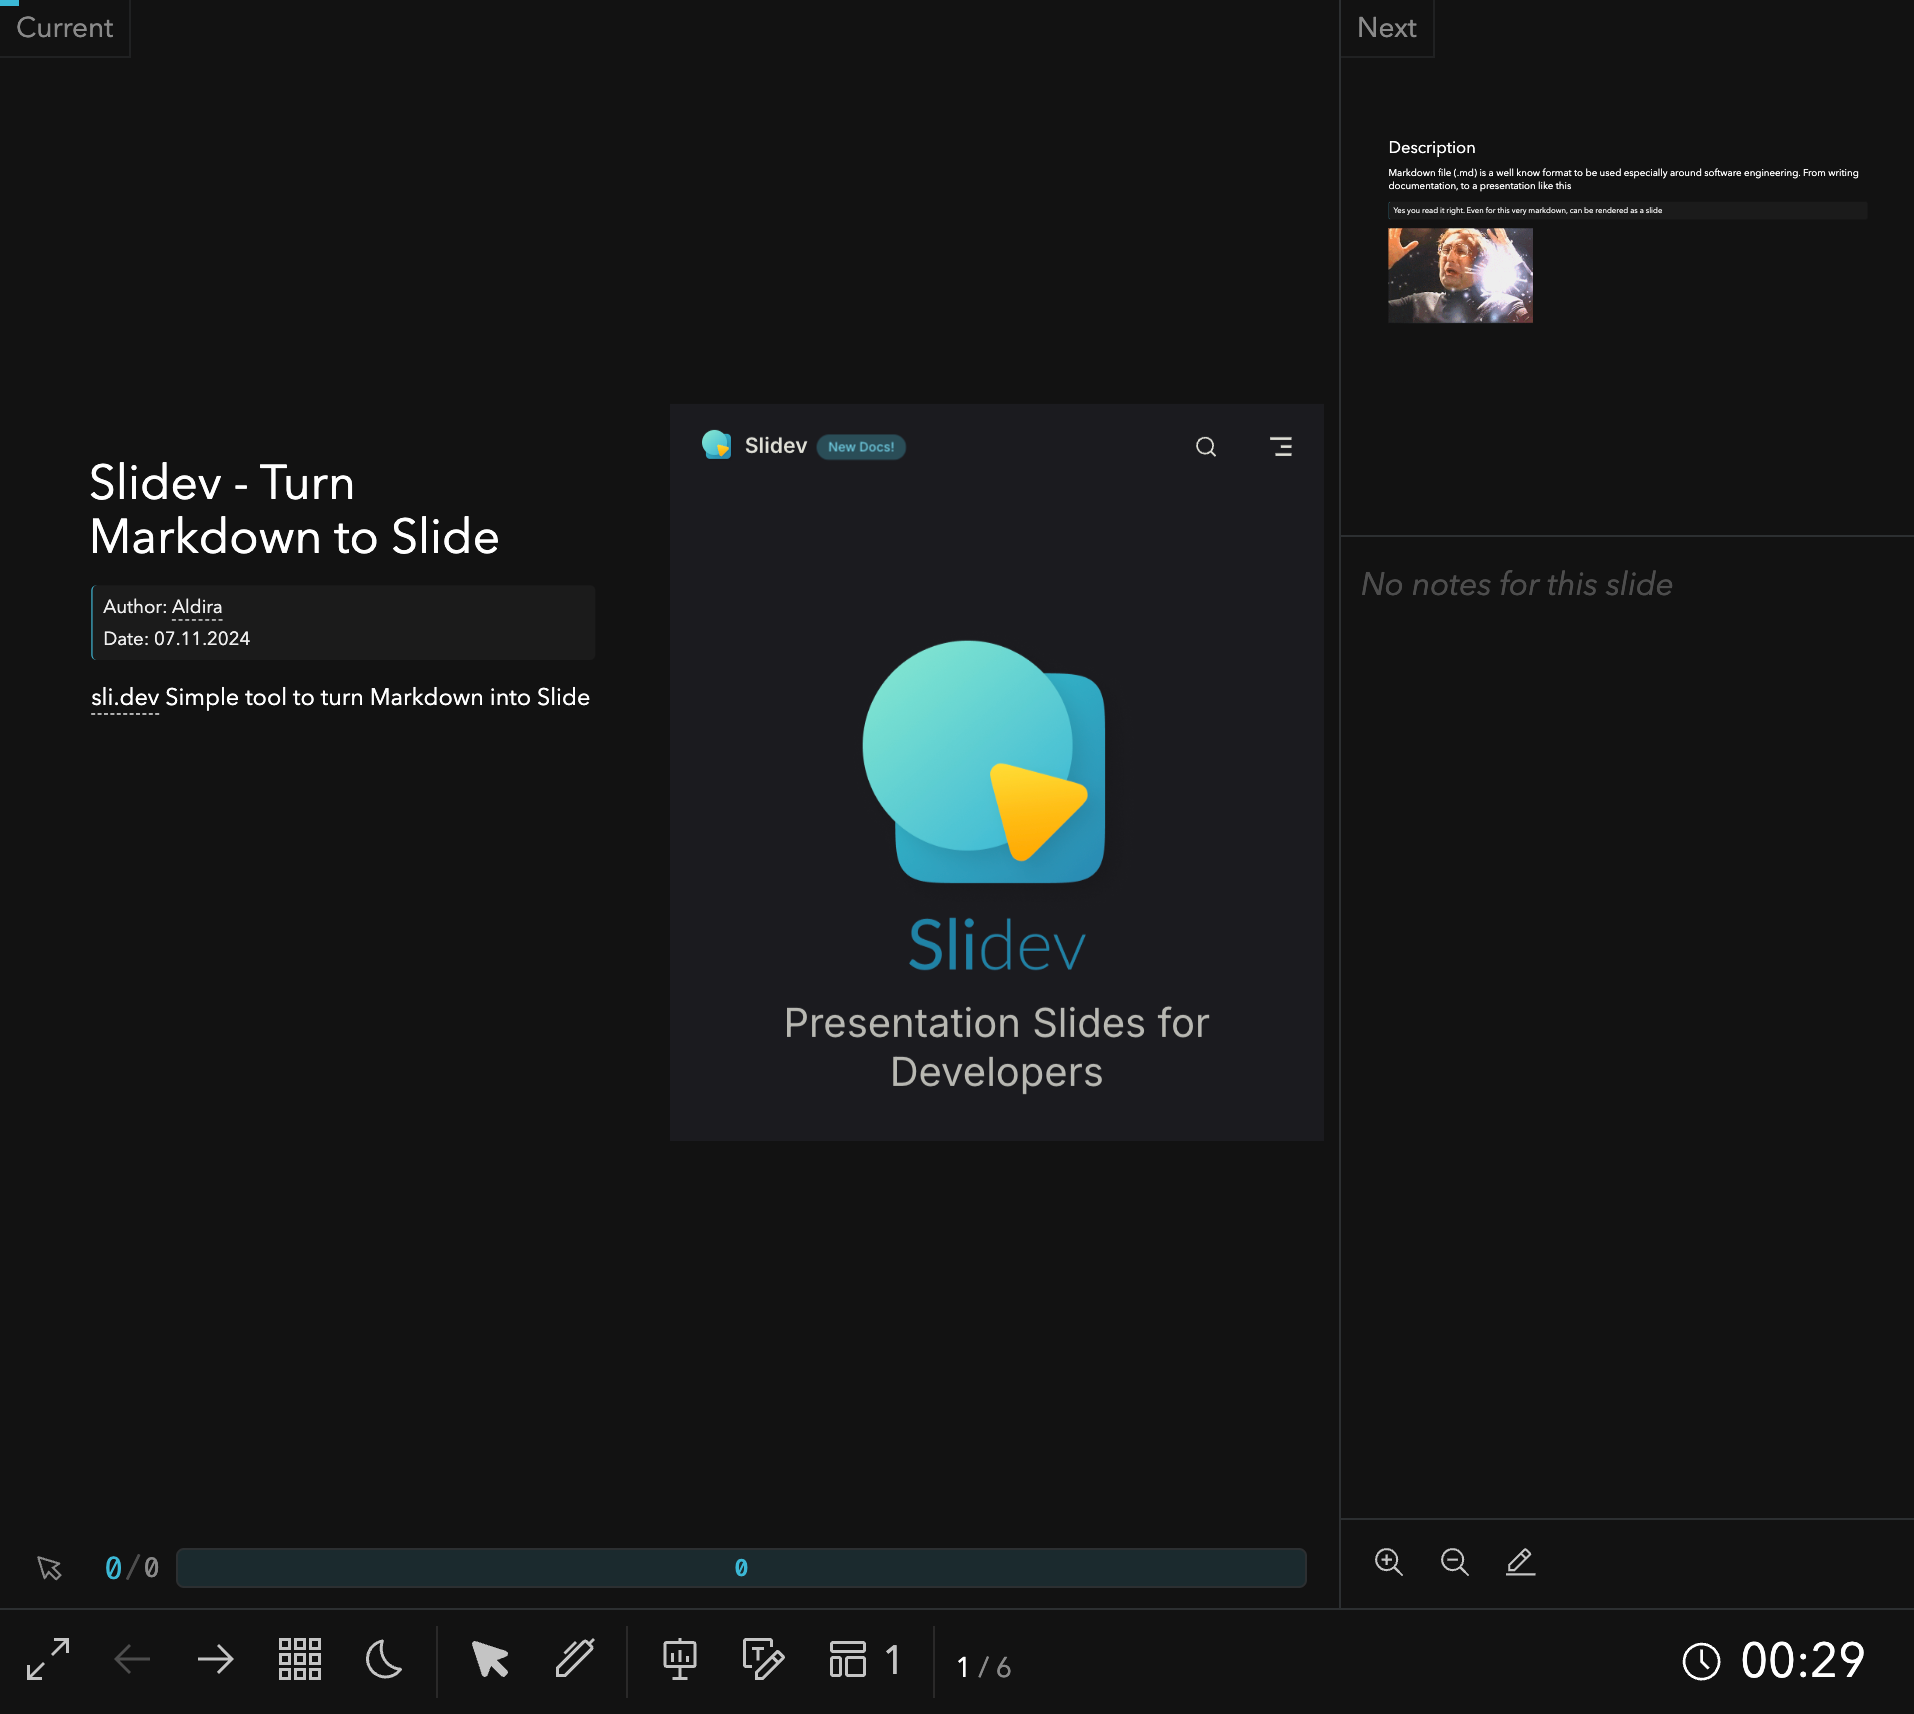 Current
Slidev - Turn
Markdown to Slide
Author: Aldira
Date: 07.11.2024
sli.dev Simple tool to turn Markdown into Slide
Slidev New Docs!
Slidev
Presentation Slides for
Developers
Next
Description
Markdown file (.md) is a well know format to be used especially around software engineering. From writing
documentation, to a presentation like this
Yes you read it right. Even for this very markdown, can be rendered as a slide
No notes for this slide
0/0
0
1
1 / 6
00:29